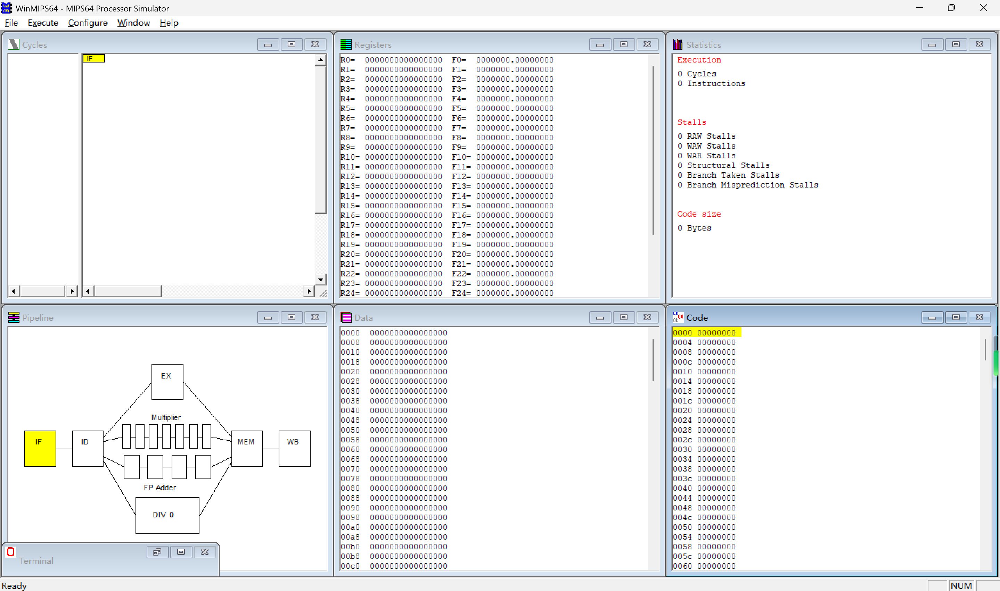 WinMIPS64 - MIPS64 Processor Simulator
File Execute Configure Window Help
Cycles
IF
Registers
R0= 0000000000000000 F0= 0000000.00000000
R1= 0000000000000000 F1= 0000000.00000000
R2= 0000000000000000 F2= 0000000.00000000
R3= 0000000000000000 F3= 0000000.00000000
R4= 0000000000000000 F4= 0000000.00000000
R5= 0000000000000000 F5= 0000000.00000000
R6= 0000000000000000 F6= 0000000.00000000
R7= 0000000000000000 F7= 0000000.00000000
R8= 0000000000000000 F8= 0000000.00000000
R9= 0000000000000000 F9= 0000000.00000000
R10= 0000000000000000 F10= 0000000.00000000
R11= 0000000000000000 F11= 0000000.00000000
R12= 0000000000000000 F12= 0000000.00000000
R13= 0000000000000000 F13= 0000000.00000000
R14= 0000000000000000 F14= 0000000.00000000
R15= 0000000000000000 F15= 0000000.00000000
R16= 0000000000000000 F16= 0000000.00000000
R17= 0000000000000000 F17= 0000000.00000000
R18= 0000000000000000 F18= 0000000.00000000
R19= 0000000000000000 F19= 0000000.00000000
R20= 0000000000000000 F20= 0000000.00000000
R21= 0000000000000000 F21= 0000000.00000000
R22= 0000000000000000 F22= 0000000.00000000
R23= 0000000000000000 F23= 0000000.00000000
R24= 0000000000000000 F24= 0000000.00000000
Statistics
Execution
0 Cycles
0 Instructions
Stalls
0 RAW Stalls
0 WAW Stalls
0 WAR Stalls
0 Structural Stalls
0 Branch Taken Stalls
0 Branch Misprediction Stalls
Code size
0 Bytes
Pipeline
EX
Multiplier
IF ID MEM WB
FP Adder
DIV 0
Terminal
Data
0000 0000000000000000
0008 0000000000000000
0010 0000000000000000
0018 0000000000000000
0020 0000000000000000
0028 0000000000000000
0030 0000000000000000
0038 0000000000000000
0040 0000000000000000
0048 0000000000000000
0050 0000000000000000
0058 0000000000000000
0060 0000000000000000
0068 0000000000000000
0070 0000000000000000
0078 0000000000000000
0080 0000000000000000
0088 0000000000000000
0090 0000000000000000
0098 0000000000000000
00a0 0000000000000000
00a8 0000000000000000
00b0 0000000000000000
00b8 0000000000000000
00c0 0000000000000000
Code
0000 00000000
0004 00000000
0008 00000000
000c 00000000
0010 00000000
0014 00000000
0018 00000000
001c 00000000
0020 00000000
0024 00000000
0028 00000000
002c 00000000
0030 00000000
0034 00000000
0038 00000000
003c 00000000
0040 00000000
0044 00000000
0048 00000000
004c 00000000
0050 00000000
0054 00000000
0058 00000000
005c 00000000
0060 00000000
Ready
NUM